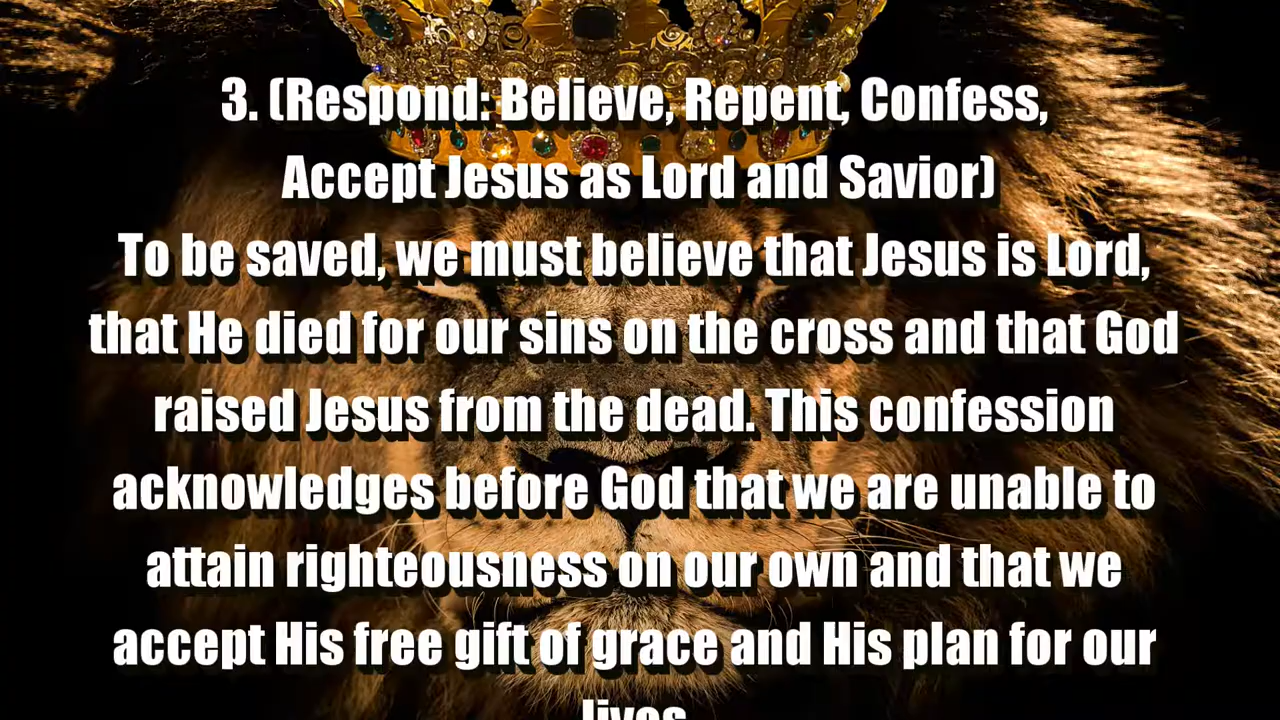 3. (Respond: Believe, Repent, Confess,
Accept Jesus as Lord and Savior)
To be saved, we must believe that Jesus is Lord,
that He died for our sins on the cross and that God
raised Jesus from the dead. This confession
acknowledges before God that we are unable to
attain righteousness on our own and that we
accept His free gift of grace and His plan for our
lives